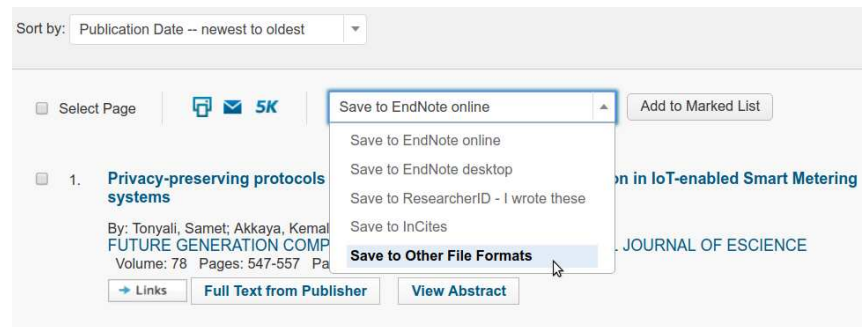 Sort by: Publication Date -- newest to oldest
Select Page 5K Save to EndNote online Add to Marked List
Save to EndNote online
Save to EndNote desktop
Save to ResearcherID - I wrote these
Save to InCites
Save to Other File Formats
1. Privacy-preserving protocols on in IoT-enabled Smart Metering
systems
By: Tonyali, Samet; Akkaya, Kemal
FUTURE GENERATION COMP JOURNAL OF ESCIENCE
Volume: 78 Pages: 547-557 Pa
Links Full Text from Publisher View Abstract